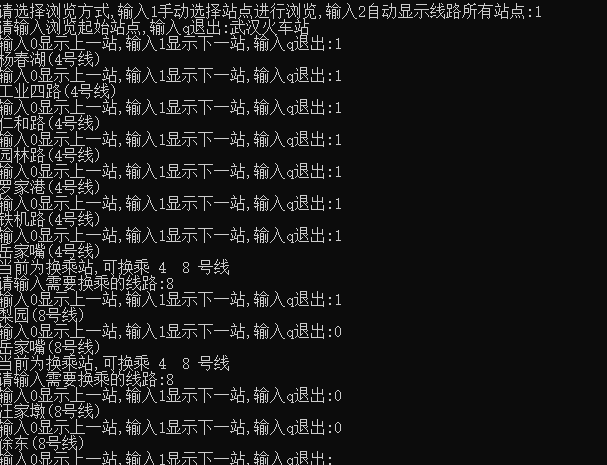 请选择浏览方式,输入1手动选择站点进行浏览,输入2自动显示线路所有站点:1
请输入浏览起始站点,输入q退出:武汉火车站
输入0显示上一站,输入1显示下一站,输入q退出:1
杨春湖(4号线)
输入0显示上一站,输入1显示下一站,输入q退出:1
工业四路(4号线)
输入0显示上一站,输入1显示下一站,输入q退出:1
仁和路(4号线)
输入0显示上一站,输入1显示下一站,输入q退出:1
园林路(4号线)
输入0显示上一站,输入1显示下一站,输入q退出:1
罗家港(4号线)
输入0显示上一站,输入1显示下一站,输入q退出:1
铁机路(4号线)
输入0显示上一站,输入1显示下一站,输入q退出:1
岳家嘴(4号线)
当前为换乘站,可换乘 4  8 号线
请输入需要换乘的线路:8
输入0显示上一站,输入1显示下一站,输入q退出:1
梨园(8号线)
输入0显示上一站,输入1显示下一站,输入q退出:0
岳家嘴(8号线)
当前为换乘站,可换乘 4  8 号线
请输入需要换乘的线路:8
输入0显示上一站,输入1显示下一站,输入q退出:0
汪家墩(8号线)
输入0显示上一站,输入1显示下一站,输入q退出:0
徐东(8号线)
输入0显示上一站,输入1显示下一站,输入q退出: